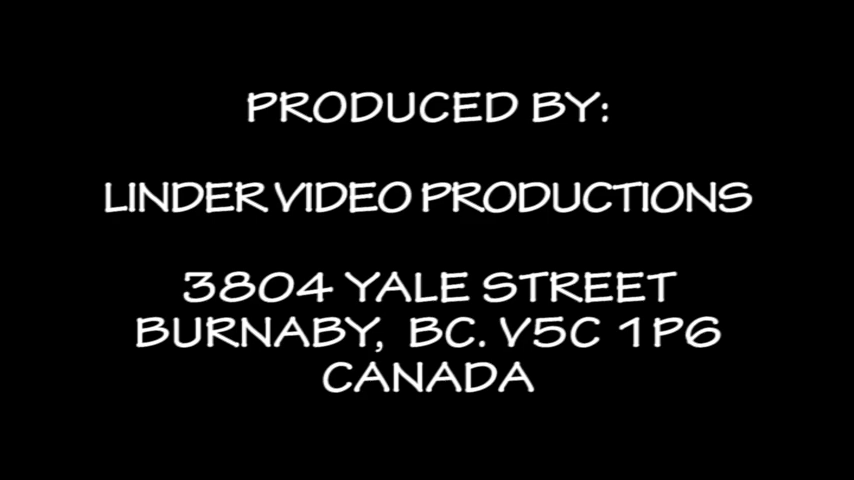 PRODUCED BY:
LINDER VIDEO PRODUCTIONS
3804 YALE STREET
BURNABY, BC. V5C 1P6
CANADA